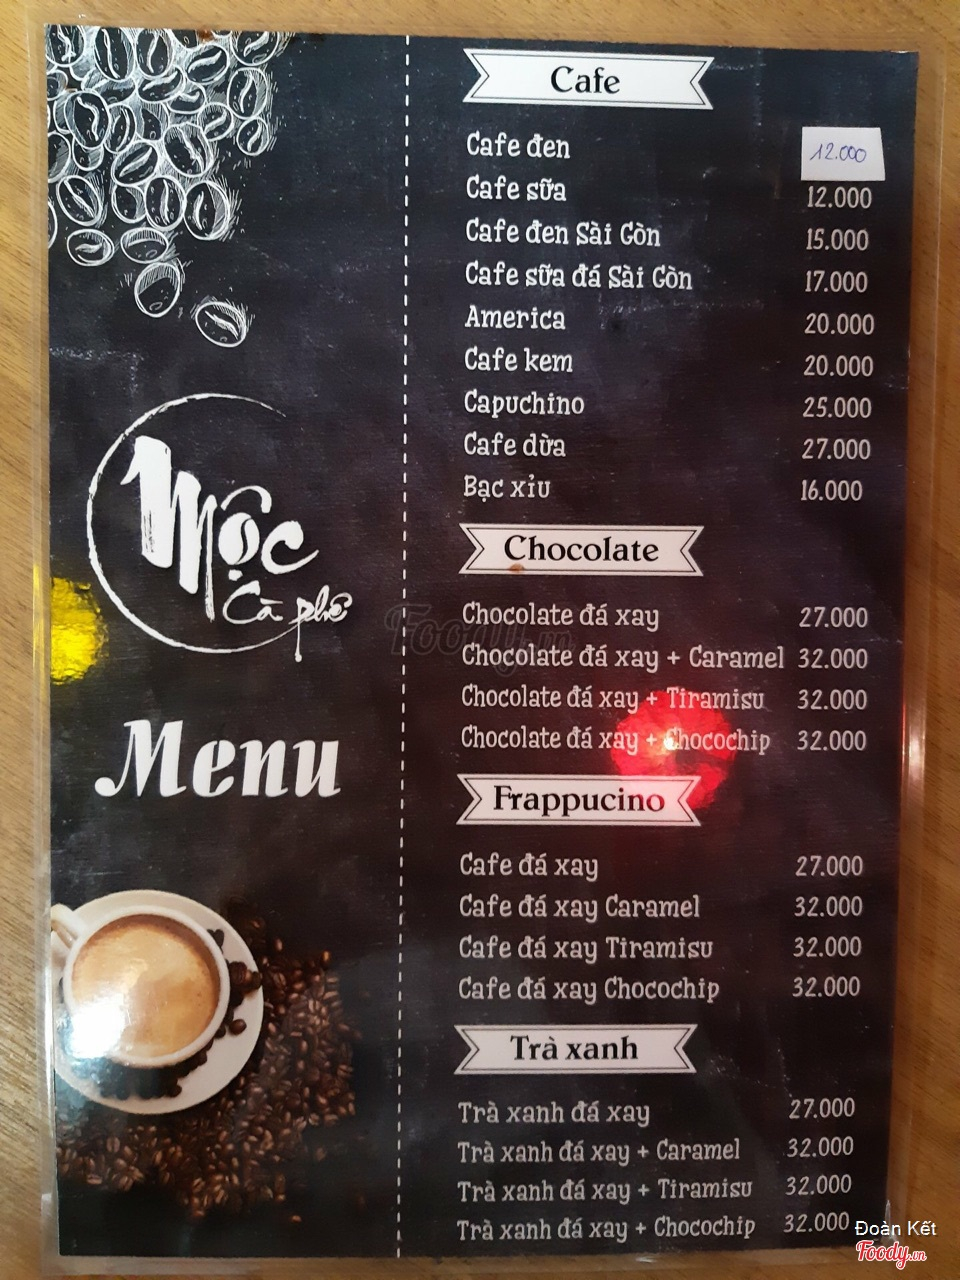 Mộc
Cà phê
Menu
Cafe
Cafe đen 12.000
Cafe sữa 12.000
Cafe đen Sài Gòn 15.000
Cafe sữa đá Sài Gòn 17.000
America 20.000
Cafe kem 20.000
Capuchino 25.000
Cafe dừa 27.000
Bạc xỉu 16.000
Chocolate
Chocolate đá xay 27.000
Chocolate đá xay + Caramel 32.000
Chocolate đá xay + Tiramisu 32.000
Chocolate đá xay + Chocochip 32.000
Frappucino
Cafe đá xay 27.000
Cafe đá xay Caramel 32.000
Cafe đá xay Tiramisu 32.000
Cafe đá xay Chocochip 32.000
Trà xanh
Trà xanh đá xay 27.000
Trà xanh đá xay + Caramel 32.000
Trà xanh đá xay + Tiramisu 32.000
Trà xanh đá xay + Chocochip 32.000
Foody.vn
Đoàn Kết
Foody.vn